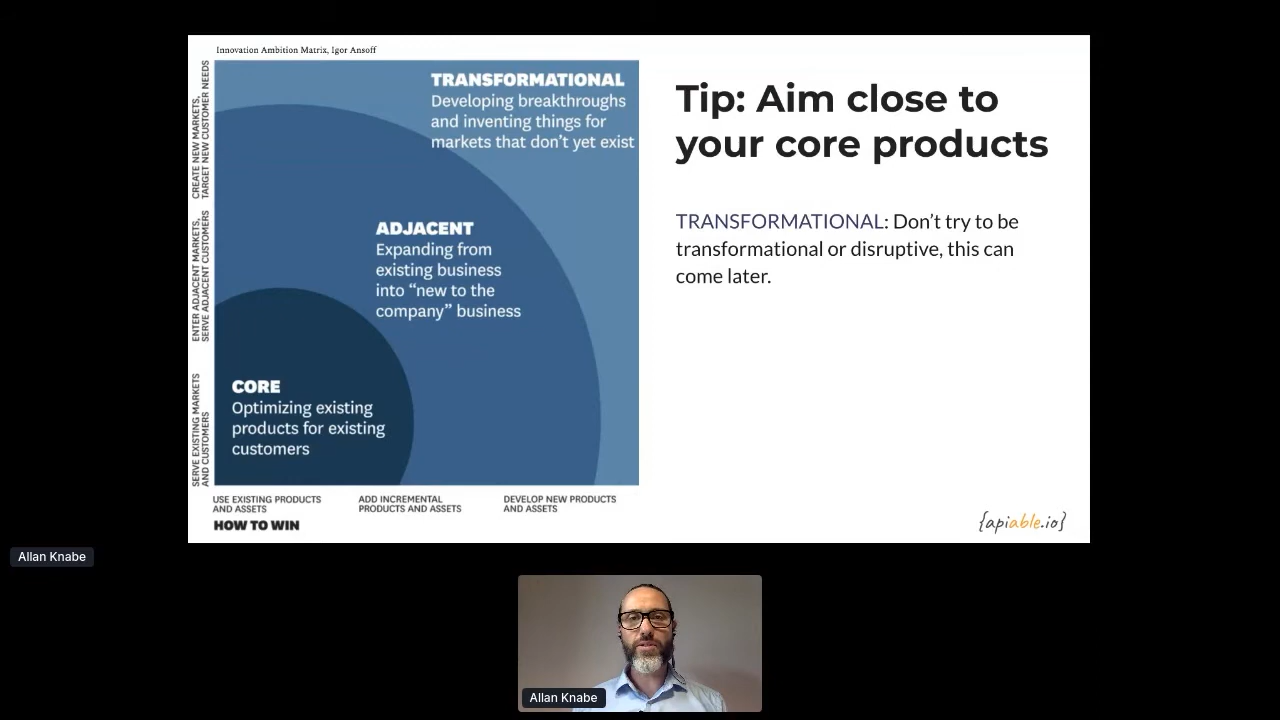 Innovation Ambition Matrix, Igor Ansoff
CREATE NEW MARKETS,
TARGET NEW CUSTOMER NEEDS
ENTER ADJACENT MARKETS,
SERVE ADJACENT CUSTOMERS
SERVE EXISTING MARKETS
AND CUSTOMERS
TRANSFORMATIONAL
Developing breakthroughs
and inventing things for
markets that don’t yet exist
ADJACENT
Expanding from
existing business
into “new to the
company” business
CORE
Optimizing existing
products for existing
customers
USE EXISTING PRODUCTS
AND ASSETS
ADD INCREMENTAL
PRODUCTS AND ASSETS
DEVELOP NEW PRODUCTS
AND ASSETS
HOW TO WIN
Tip: Aim close to
your core products
TRANSFORMATIONAL: Don’t try to be
transformational or disruptive, this can
come later.
{apiable.io}
Allan Knabe
Allan Knabe